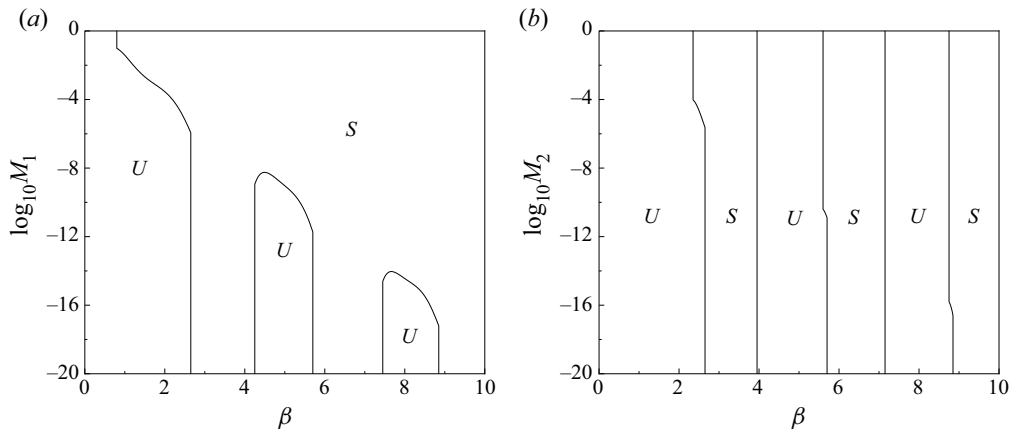 (a)
0
–4
–8
–12
–16
–20
log10M1
U
U
U
S
0 2 4 6 8 10
β
(b)
0
–4
–8
–12
–16
–20
log10M2
U S U S U S
0 2 4 6 8 10
β